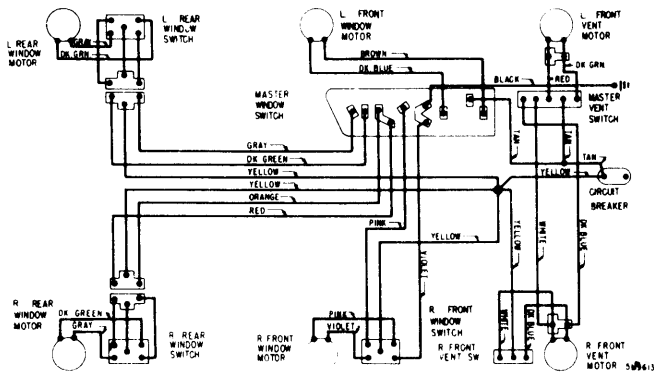 L REAR
WINDOW
SWITCH
GRAY
DK GRN
L REAR
WINDOW
MOTOR
L FRONT
WINDOW
MOTOR
BROWN
DK BLUE
L FRONT
VENT
MOTOR
DK GRN
RED
BLACK
MASTER
WINDOW
SWITCH
MASTER
VENT
SWITCH
GRAY
DK GREEN
YELLOW
YELLOW
ORANGE
RED
TAN
TAN
TAN
YELLOW
CIRCUIT
BREAKER
PINK
YELLOW
VIOLET
YELLOW
WHITE
DK BLUE
R REAR
WINDOW
MOTOR
DK GREEN
GRAY
R REAR
WINDOW
SWITCH
PINK
VIOLET
R FRONT
WINDOW
MOTOR
R FRONT
WINDOW
SWITCH
R FRONT
VENT SW
WHITE
DK BLUE
R FRONT
VENT
MOTOR